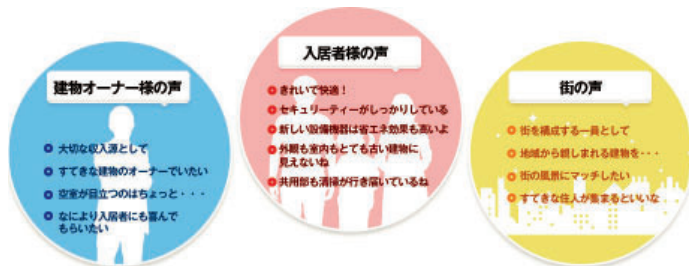 建物オーナー様の声
大切な収入源として
すてきな建物のオーナーでいたい
空室が目立つのはちょっと・・・
なにより入居者にも喜んで
もらいたい
入居者様の声
きれいで快適！
セキュリティーがしっかりしている
新しい設備機器は省エネ効果も高いよ
外観も室内もとても古い建物に
見えないね
共用部も清掃が行き届いているね
街の声
街を構成する一員として
地域から親しまれる建物を・・・
街の風景にマッチしたい
すてきな住人が集まるといいな